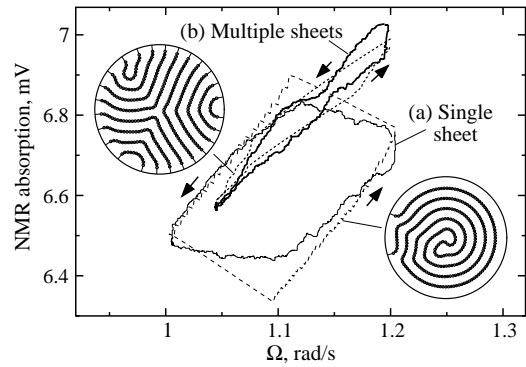 (b) Multiple sheets
(a) Single
sheet
NMR absorption, mV
7
6.8
6.6
6.4
1
1.1
1.2
1.3
Ω, rad/s